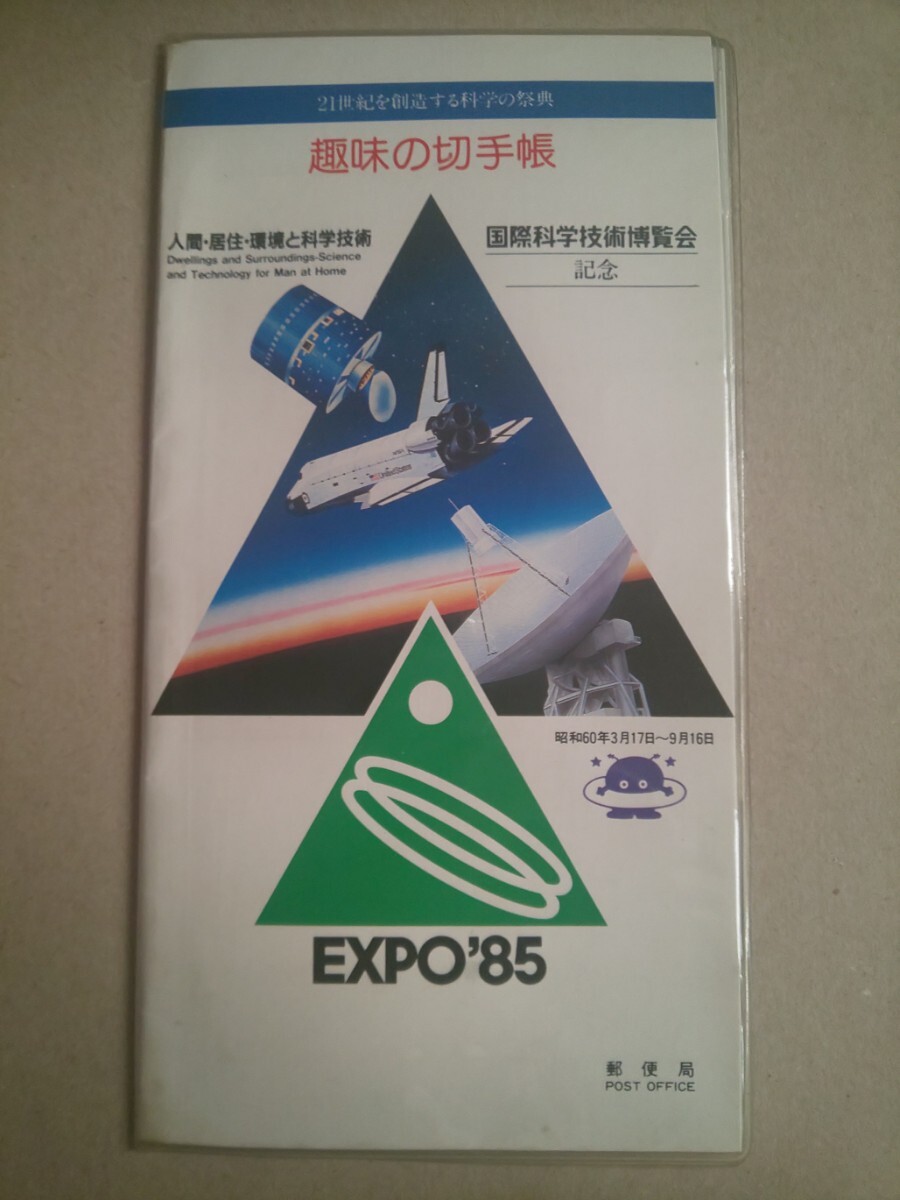 21世紀を創造する科学の祭典
趣味の切手帳
人間・居住・環境と科学技術
Dwellings and Surroundings-Science
and Technology for Man at Home
国際科学技術博覧会
記念
昭和60年3月17日〜9月16日
EXPO'85
郵便局
POST OFFICE